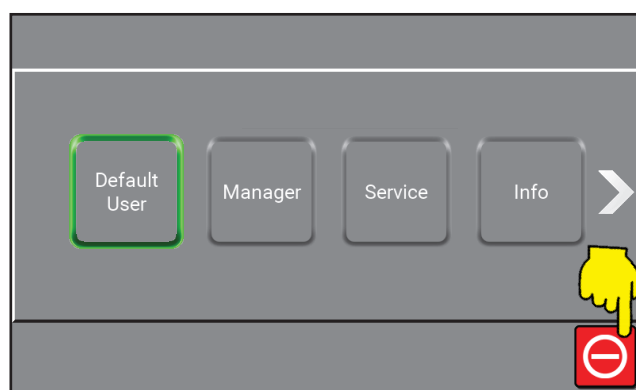 Default
User
Manager
Service
Info